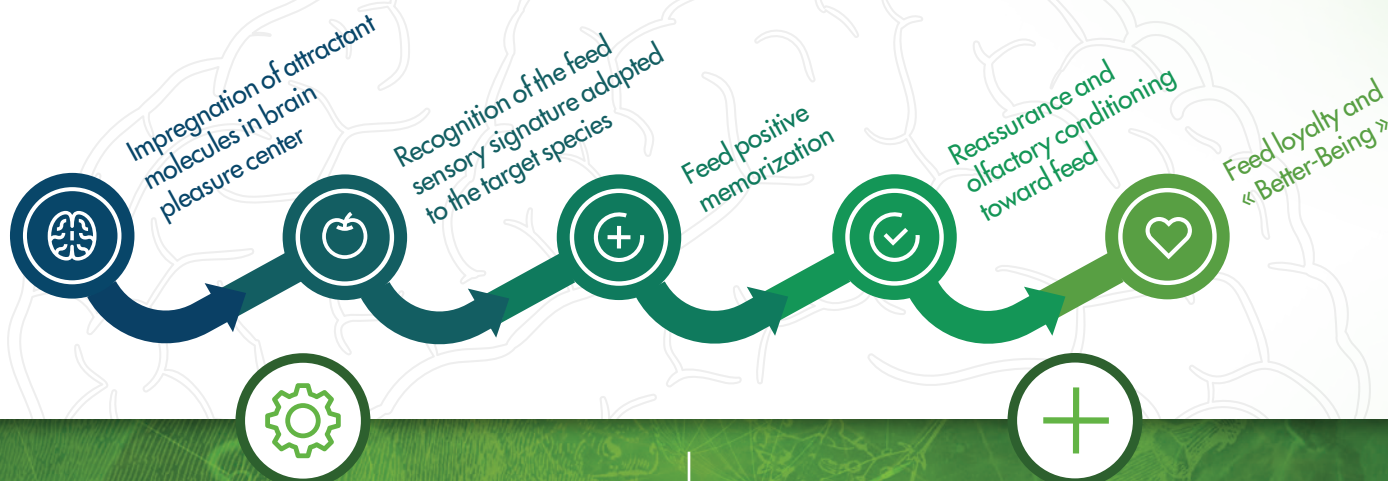 Impregnation of attractant
molecules in brain
pleasure center
Recognition of the feed
sensory signature adapted
to the target species
Feed positive
memorization
Reassurance and
olfactory conditioning
toward feed
Feed loyalty and
« Better-Being »